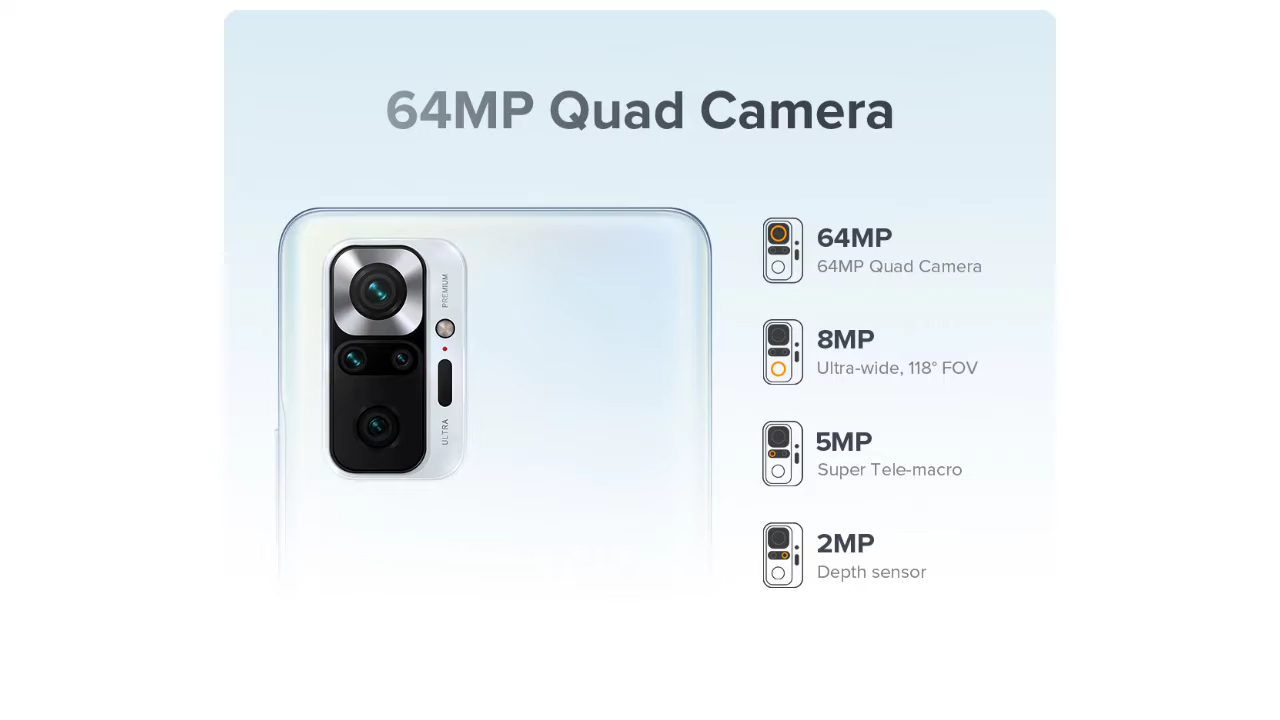 64MP Quad Camera
PREMIUM
ULTRA
64MP
64MP Quad Camera
8MP
Ultra-wide, 118° FOV
5MP
Super Tele-macro
2MP
Depth sensor